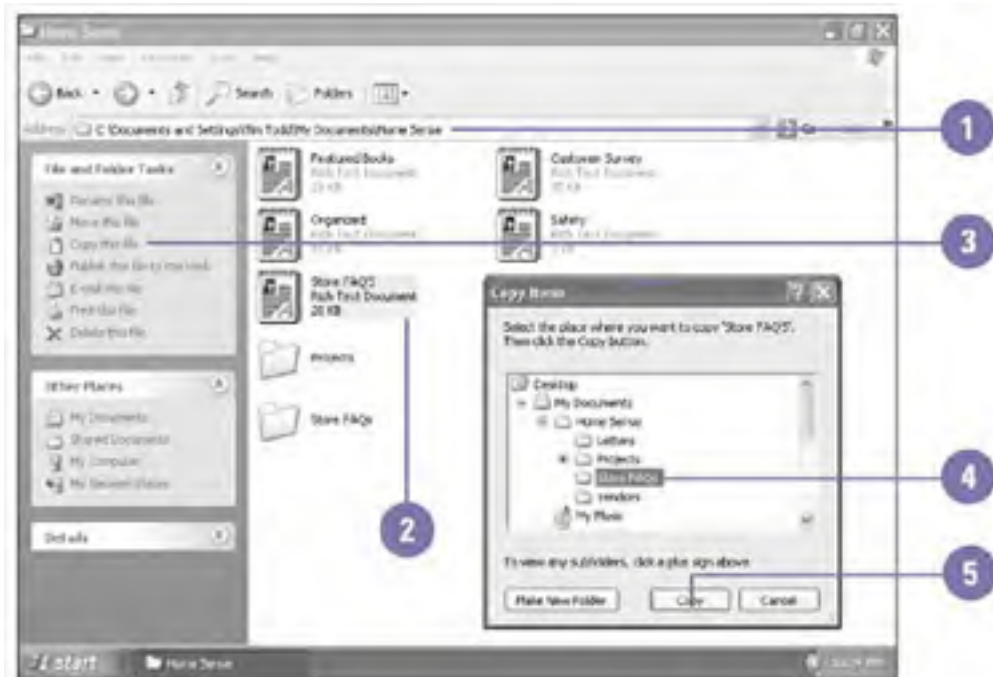 Home Sense
Back
Search
Folders
Address
C:\Documents and Settings\Tim Todd\My Documents\Home Sense
Go
1
File and Folder Tasks
Rename this file
Move this file
Copy this file
3
Publish this file to the Web
E-mail this file
Print this file
Delete this file
Other Places
My Documents
Shared Documents
My Computer
My Network Places
Details
Featured Books
Rich Text Document
Customer Survey
Rich Text Document
Organized
Rich Text Document
Safety
Rich Text Document
Store FAQ'S
Rich Text Document
20 KB
Projects
Store FAQs
2
Copy Items
Select the place where you want to copy 'Store FAQ'S'.
Then click the Copy button.
Desktop
My Documents
Home Sense
Letters
Projects
Store FAQs
4
Vendors
My Music
To view any subfolders, click a plus sign above.
5
Make New Folder
Copy
Cancel
start
Home Sense